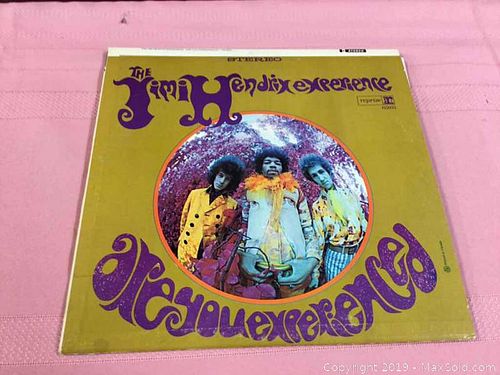 STEREO
THE
Jimi Hendrix experience
reprise
are you experienced
Copyright 2019 - MaxSold.com